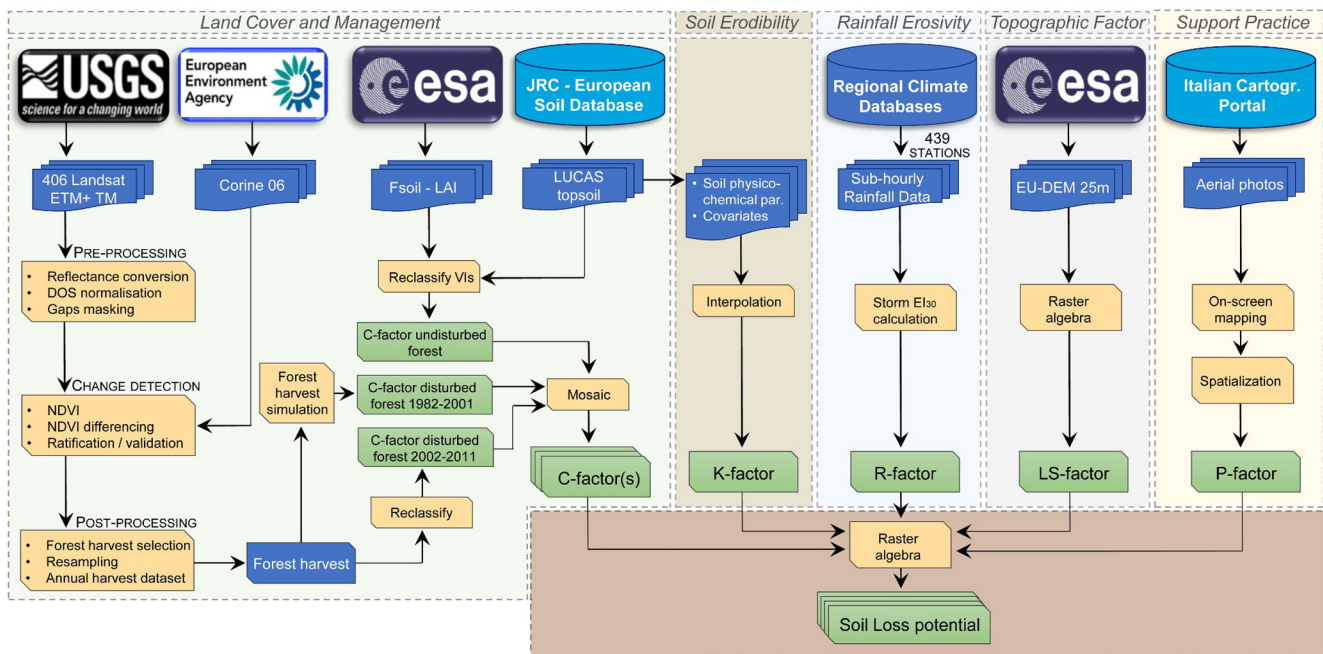 Land Cover and Management
Soil Erodibility
Rainfall Erosivity
Topographic Factor
Support Practice
USGS
science for a changing world
European
Environment
Agency
esa
JRC - European
Soil Database
Regional Climate
Databases
esa
Italian Cartogr.
Portal
439
STATIONS
406 Landsat
ETM+ TM
Corine 06
Fsoil - LAI
LUCAS
topsoil
• Soil physico-
chemical par.
• Covariates
Sub-hourly
Rainfall Data
EU-DEM 25m
Aerial photos
PRE-PROCESSING
• Reflectance conversion
• DOS normalisation
• Gaps masking
Reclassify VIs
Interpolation
Storm EI30
calculation
Raster
algebra
On-screen
mapping
C-factor undisturbed
forest
Spatialization
CHANGE DETECTION
• NDVI
• NDVI differencing
• Ratification / validation
Forest
harvest
simulation
C-factor disturbed
forest 1982-2001
Mosaic
C-factor disturbed
forest 2002-2011
C-factor(s)
K-factor
R-factor
LS-factor
P-factor
Reclassify
POST-PROCESSING
• Forest harvest selection
• Resampling
• Annual harvest dataset
Forest harvest
Raster
algebra
Soil Loss potential